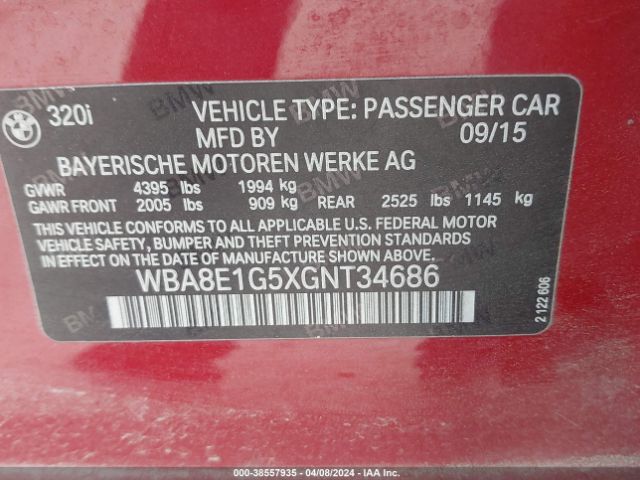 BMW 320i VEHICLE TYPE: PASSENGER CAR
MFD BY 09/15
BAYERISCHE MOTOREN WERKE AG
GVWR 4395 lbs 1994 kg
GAWR FRONT 2005 lbs 909 kg REAR 2525 lbs 1145 kg
THIS VEHICLE CONFORMS TO ALL APPLICABLE U.S. FEDERAL MOTOR
VEHICLE SAFETY, BUMPER AND THEFT PREVENTION STANDARDS IN
EFFECT ON THE DATE OF MANUFACTURE SHOWN ABOVE.
WBA8E1G5XGNT34686
2 122 606
000-38557935 - 04/08/2024 - IAA Inc.